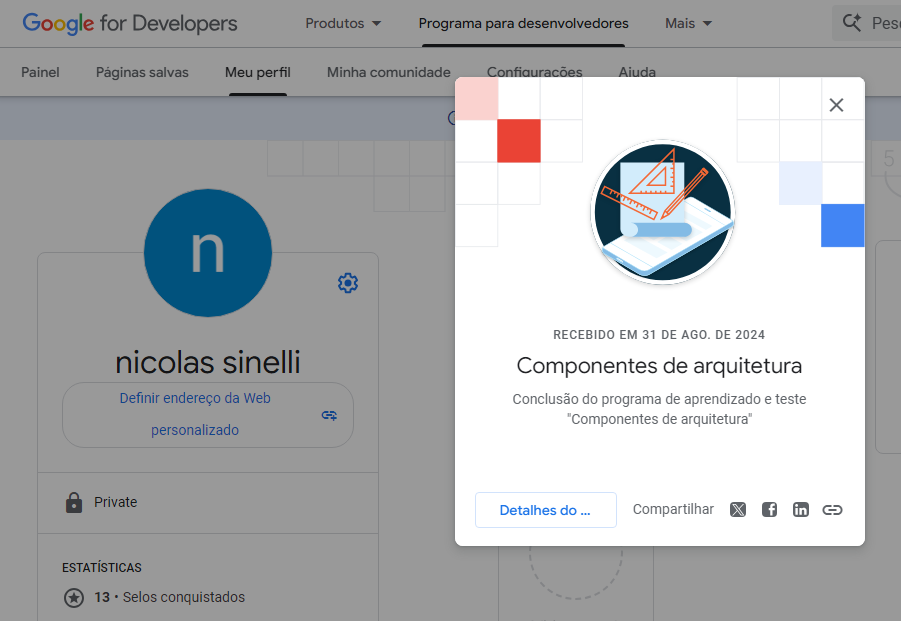 Google for Developers
Produtos
Programa para desenvolvedores
Mais
Painel
Páginas salvas
Meu perfil
Minha comunidade
Configurações
Ajuda
n
nicolas sinelli
Definir endereço da Web
personalizado
Private
ESTATÍSTICAS
13 • Selos conquistados
5
RECEBIDO EM 31 DE AGO. DE 2024
Componentes de arquitetura
Conclusão do programa de aprendizado e teste
"Componentes de arquitetura"
Detalhes do ...
Compartilhar